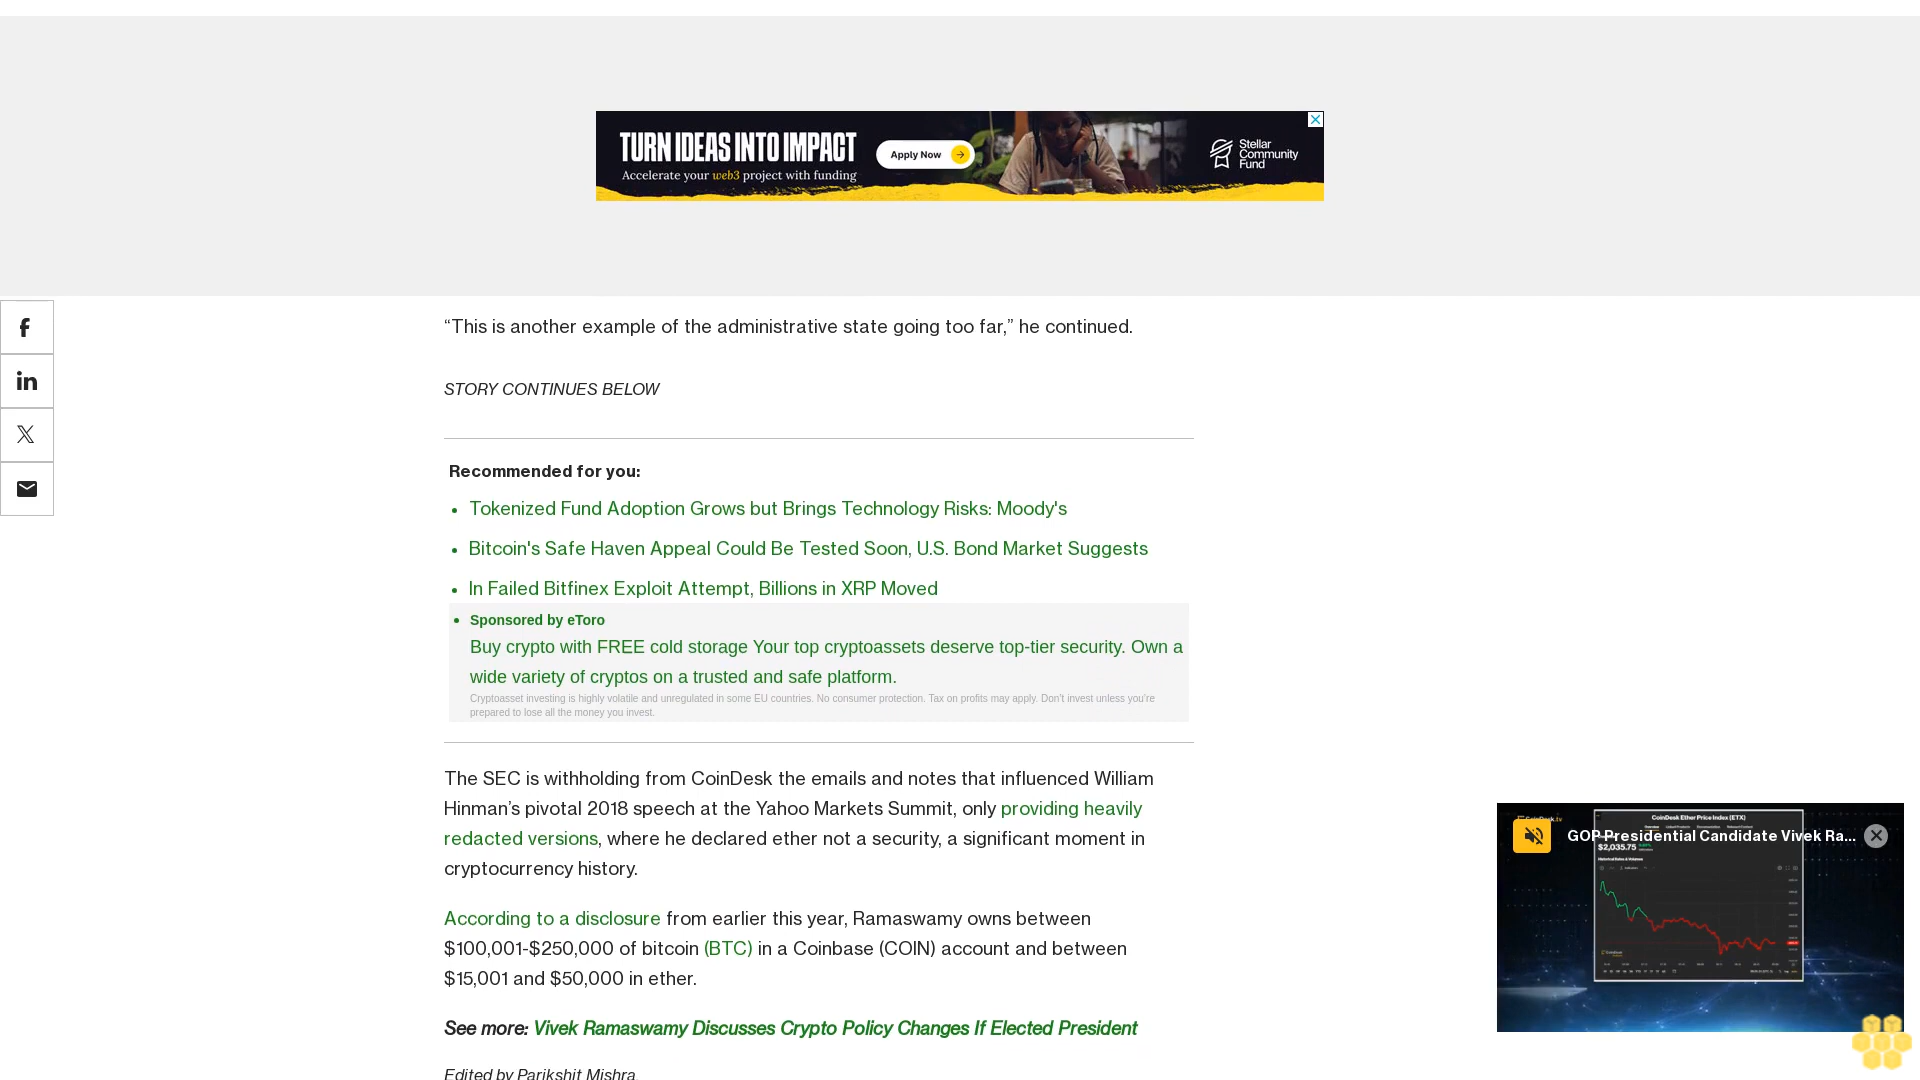 TURN IDEAS INTO IMPACT
Accelerate your web3 project with funding
Apply Now
Stellar
Community
Fund
“This is another example of the administrative state going too far,” he continued.
STORY CONTINUES BELOW
Recommended for you:
• Tokenized Fund Adoption Grows but Brings Technology Risks: Moody's
• Bitcoin's Safe Haven Appeal Could Be Tested Soon, U.S. Bond Market Suggests
• In Failed Bitfinex Exploit Attempt, Billions in XRP Moved
• Sponsored by eToro
Buy crypto with FREE cold storage Your top cryptoassets deserve top-tier security. Own a
wide variety of cryptos on a trusted and safe platform.
Cryptoasset investing is highly volatile and unregulated in some EU countries. No consumer protection. Tax on profits may apply. Don’t invest unless you’re
prepared to lose all the money you invest.
The SEC is withholding from CoinDesk the emails and notes that influenced William
Hinman’s pivotal 2018 speech at the Yahoo Markets Summit, only providing heavily
redacted versions, where he declared ether not a security, a significant moment in
cryptocurrency history.
According to a disclosure from earlier this year, Ramaswamy owns between
$100,001-$250,000 of bitcoin (BTC) in a Coinbase (COIN) account and between
$15,001 and $50,000 in ether.
See more: Vivek Ramaswamy Discusses Crypto Policy Changes If Elected President
Edited by Parikshit Mishra.
CoinDesk Ether Price Index (ETX)
GOP Presidential Candidate Vivek Ra...
$2,035.75